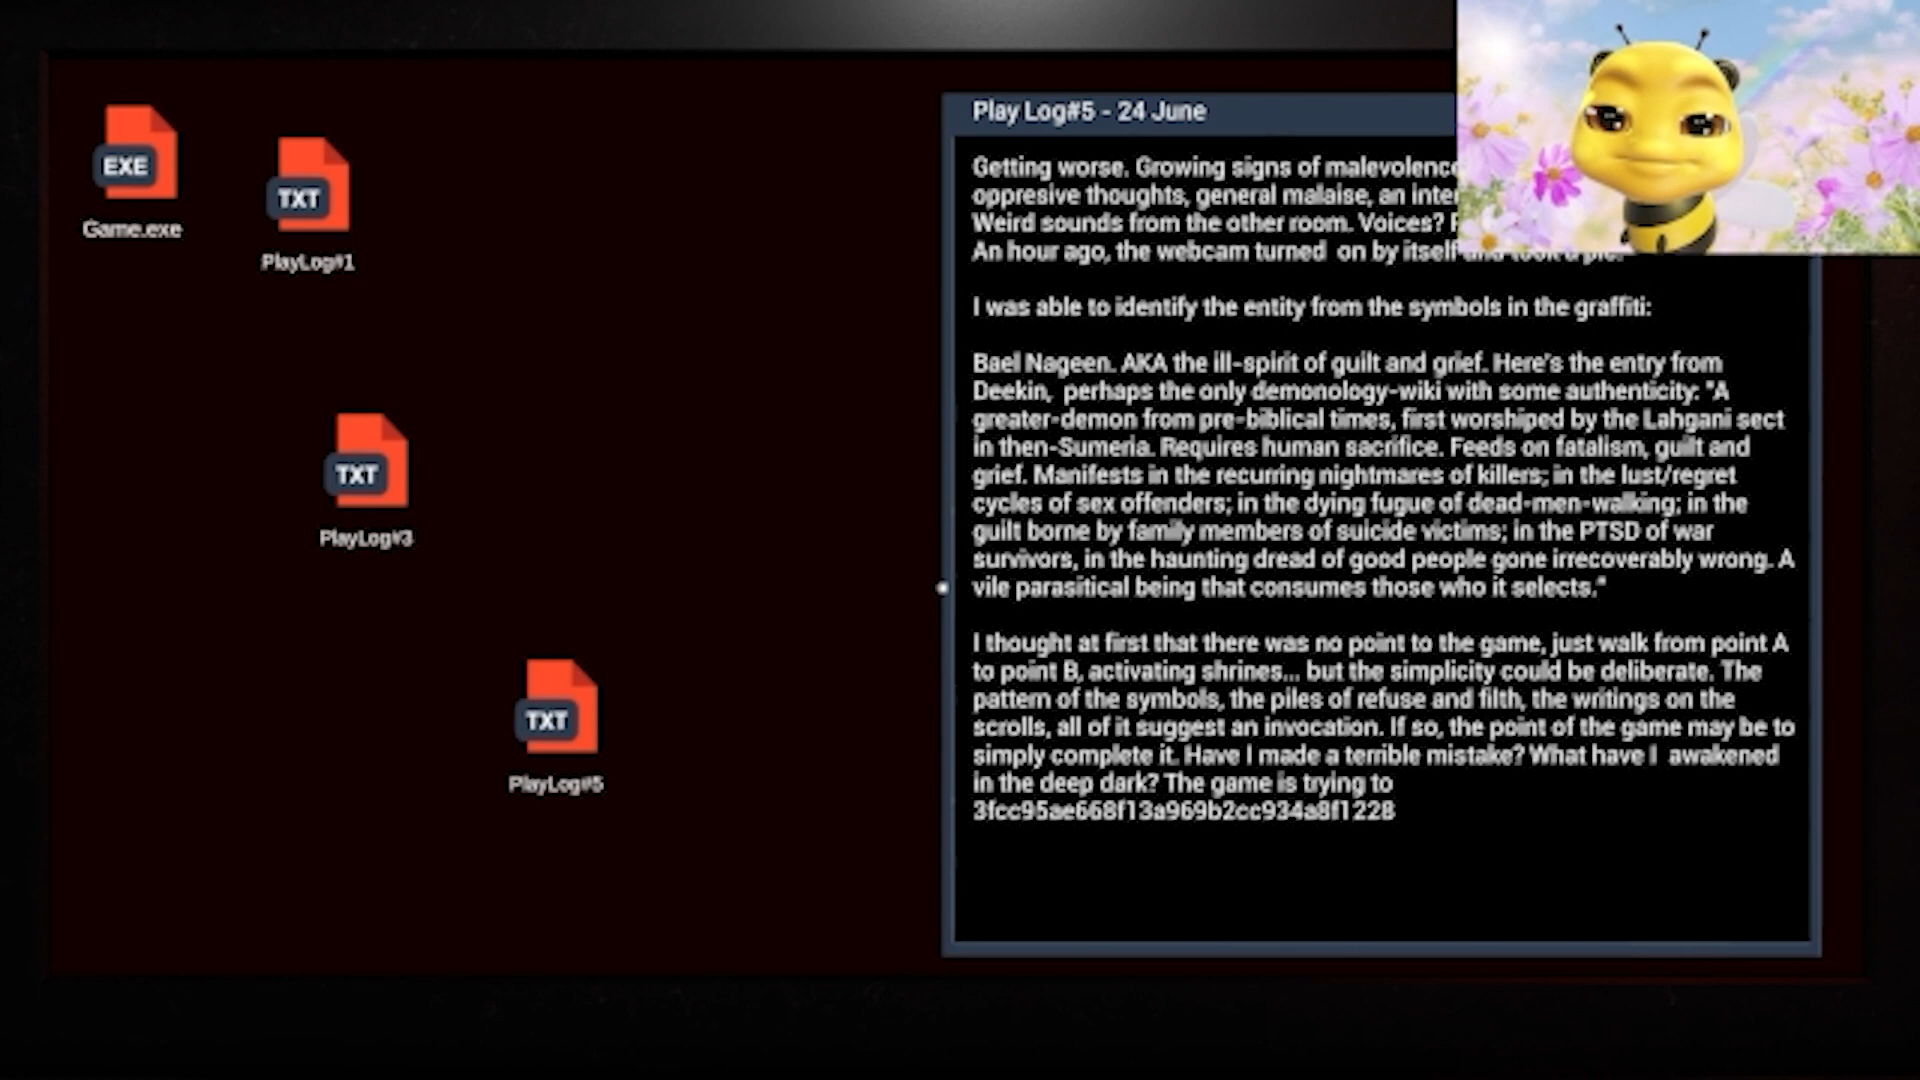 EXE
Game.exe
TXT
PlayLog#1
TXT
PlayLog#3
TXT
PlayLog#5
Play Log#5 - 24 June
Getting worse. Growing signs of malevolence
oppresive thoughts, general malaise, an
Weird sounds from the other room. Voices?
An hour ago, the webcam turned on by itself and took a pic.
I was able to identify the entity from the symbols in the graffiti:
Bael Nageen. AKA the ill-spirit of guilt and grief. Here's the entry from
Deekin, perhaps the only demonology-wiki with some authenticity: "A
greater-demon from pre-biblical times, first worshiped by the Lahgani sect
in then-Sumeria. Requires human sacrifice. Feeds on fatalism, guilt and
grief. Manifests in the recurring nightmares of killers; in the lust/regret
cycles of sex offenders; in the dying fugue of dead-men-walking; in the
guilt borne by family members of suicide victims; in the PTSD of war
survivors, in the haunting dread of good people gone irrecoverably wrong. A
vile parasitical being that consumes those who it selects."
I thought at first that there was no point to the game, just walk from point A
to point B, activating shrines... but the simplicity could be deliberate. The
pattern of the symbols, the piles of refuse and filth, the writings on the
scrolls, all of it suggest an invocation. If so, the point of the game may be to
simply complete it. Have I made a terrible mistake? What have I awakened
in the deep dark? The game is trying to
3fcc95ae668f13a969b2cc934a8f1228